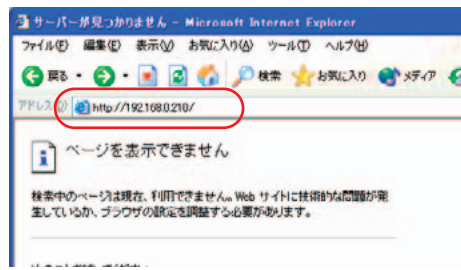 サーバーが見つかりません - Microsoft Internet Explorer
ファイル(F) 編集(E) 表示(V) お気に入り(A) ツール(T) ヘルプ(H)
戻る 検索 お気に入り メディア
アドレス(D) http://192.168.0.210/
i ページを表示できません
検索中のページは現在、利用できません。Web サイトに技術的な問題が発
生しているか、ブラウザの設定を調整する必要があります。